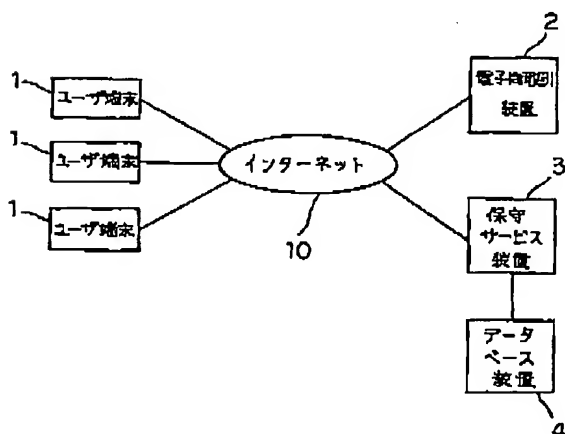 2
1
ユーザ端末
電子商取引
装置
1
ユーザ端末
インターネット
3
1
ユーザ端末
10
保守
サービス
装置
データ
ベース
装置
4